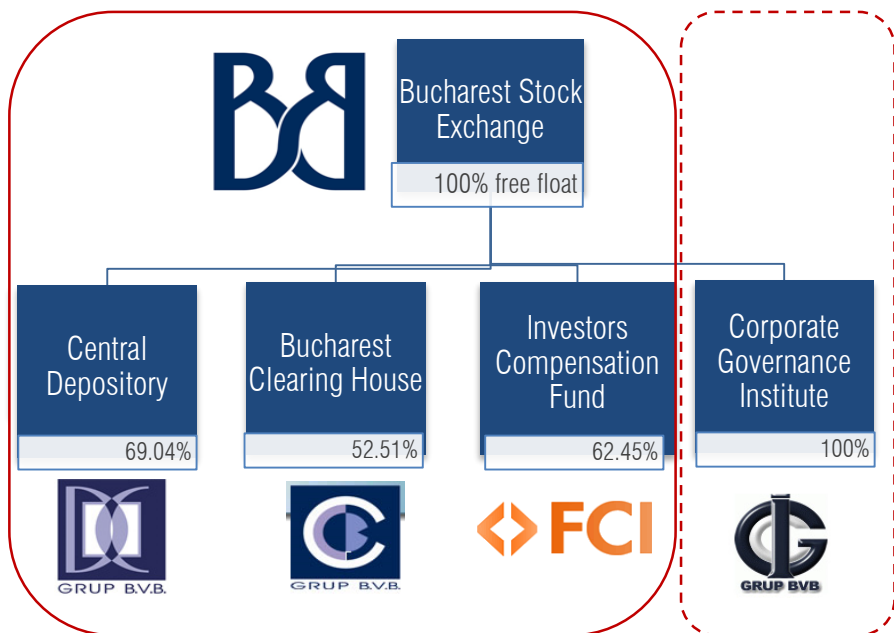 Bucharest Stock
Exchange
100% free float
Central
Depository
69.04%
Bucharest
Clearing House
52.51%
Investors
Compensation
Fund
62.45%
Corporate
Governance
Institute
100%
GRUP B.V.B.
GRUP B.V.B.
FCI
GRUP BVB